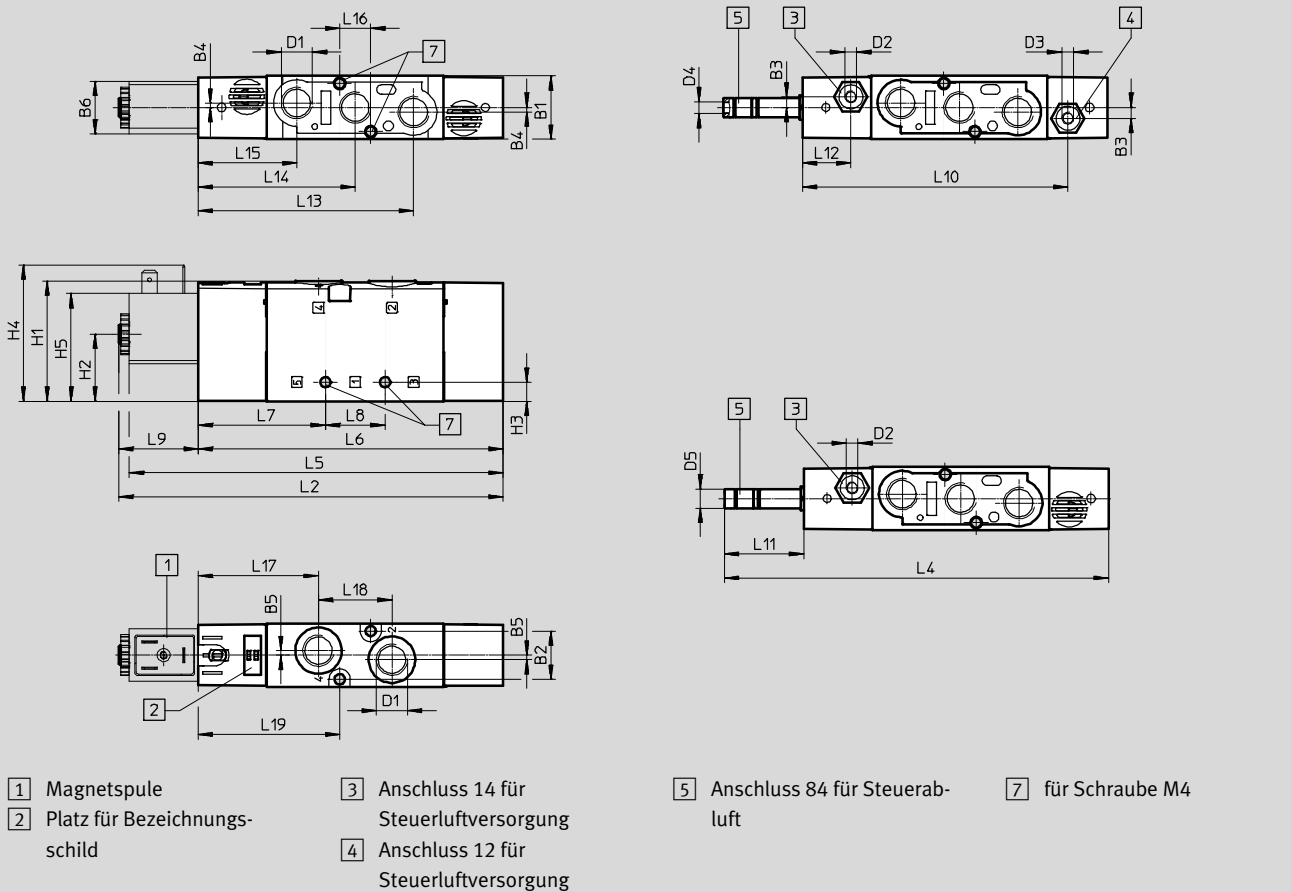 L16
D1
7
B4
B6
B1
B4
L15
L14
L13
5
3
4
D2
D3
D4
B3
B3
L12
L10
H4
H1
H5
H2
4
2
5
1
3
H3
L7
L8
7
L9
L6
L5
L2
5
3
D2
D5
L11
L4
1
L17
L18
B5
B5
B2
2
4
D1
2
L19
1 Magnetspule
2 Platz für Bezeichnungs-
schild
3 Anschluss 14 für
Steuerluftversorgung
4 Anschluss 12 für
Steuerluftversorgung
5 Anschluss 84 für Steuerab-
luft
7 für Schraube M4